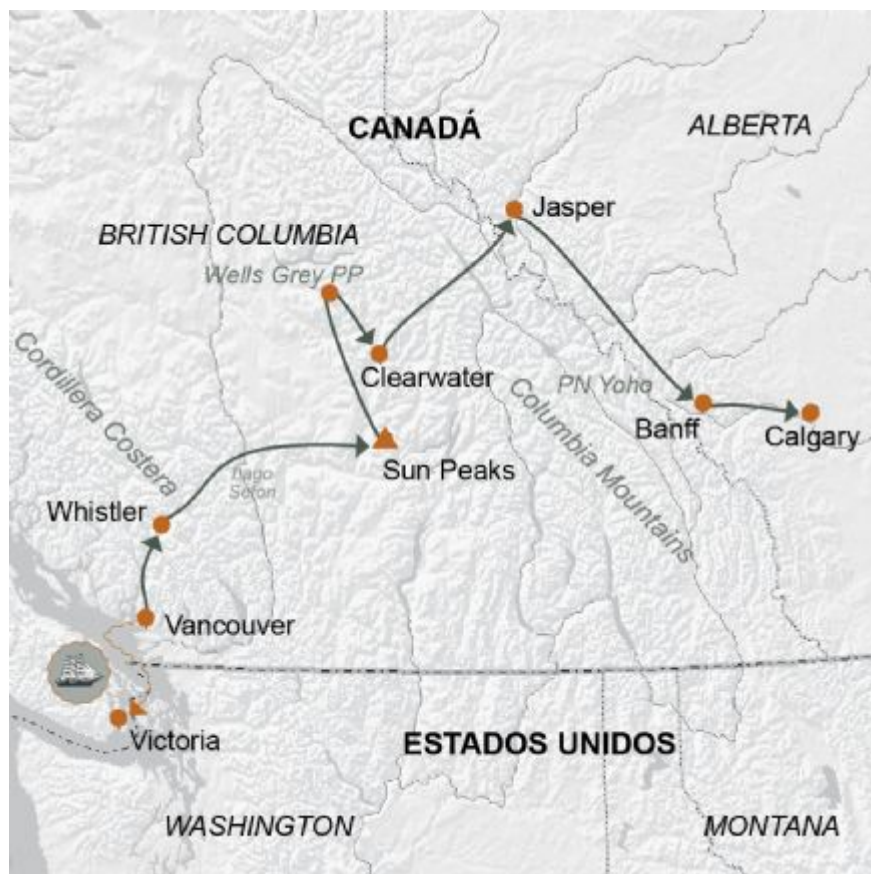 CANADÁ
ALBERTA
Jasper
BRITISH COLUMBIA
Wells Grey PP
Cordillera Costera
Clearwater
Columbia Mountains
PN Yoho
Banff
Calgary
Sun Peaks
Whistler
Vancouver
Victoria
ESTADOS UNIDOS
WASHINGTON
MONTANA